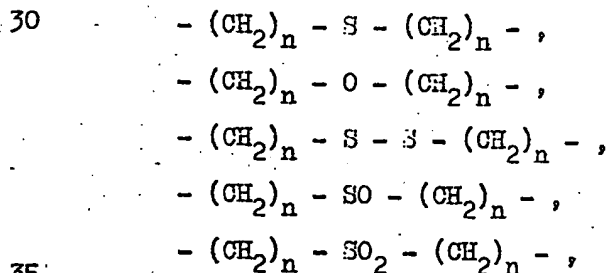 30 - (CH₂)ₙ - S - (CH₂)ₙ - ,
- (CH₂)ₙ - O - (CH₂)ₙ - ,
- (CH₂)ₙ - S - S - (CH₂)ₙ - ,
- (CH₂)ₙ - SO - (CH₂)ₙ - ,
35 - (CH₂)ₙ - SO₂ - (CH₂)ₙ - ,